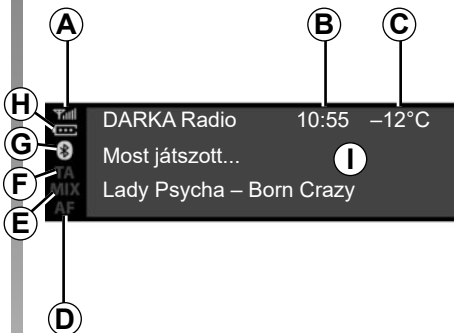 A B C
H
G
F
E
D
I
DARKA Radio 10:55 –12°C
Most játszott...
Lady Psycha – Born Crazy
TA
MIX
AF